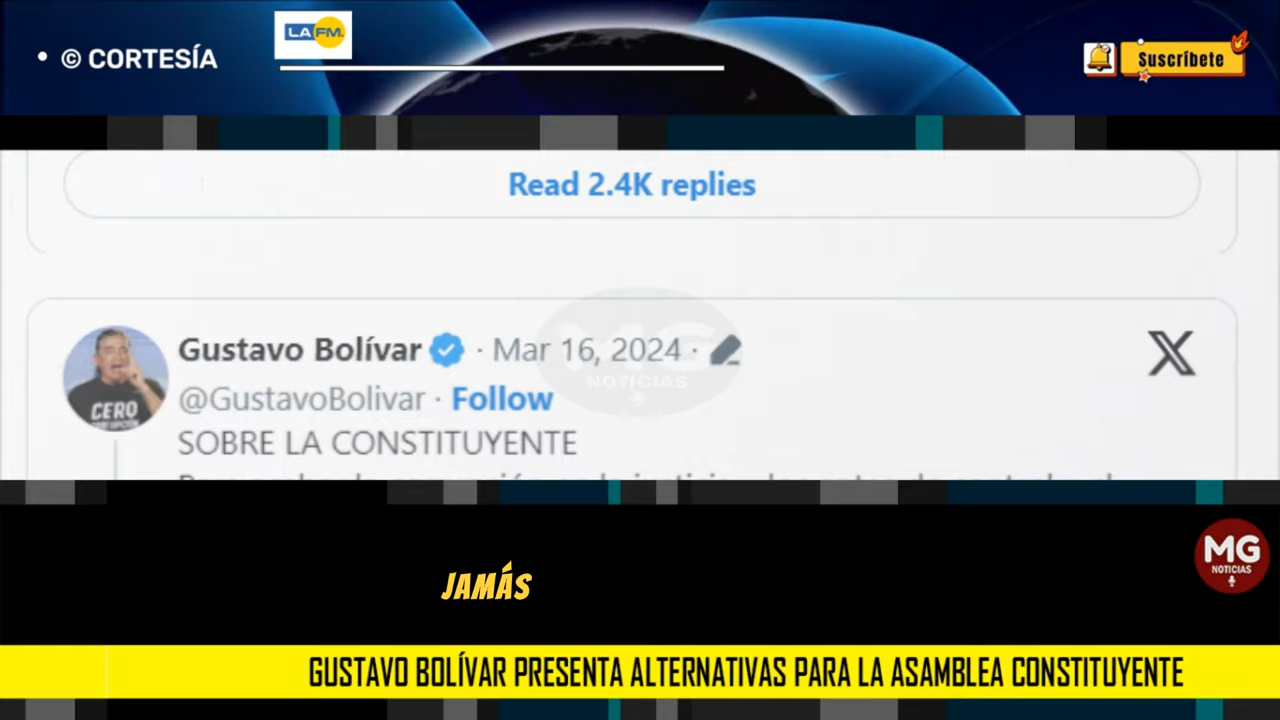 • © CORTESÍA
LA FM.
Suscríbete
Read 2.4K replies
Gustavo Bolívar · Mar 16, 2024 ·
@GustavoBolivar · Follow
SOBRE LA CONSTITUYENTE
CERO
MG
NOTICIAS
JAMÁS
MG
NOTICIAS
GUSTAVO BOLÍVAR PRESENTA ALTERNATIVAS PARA LA ASAMBLEA CONSTITUYENTE